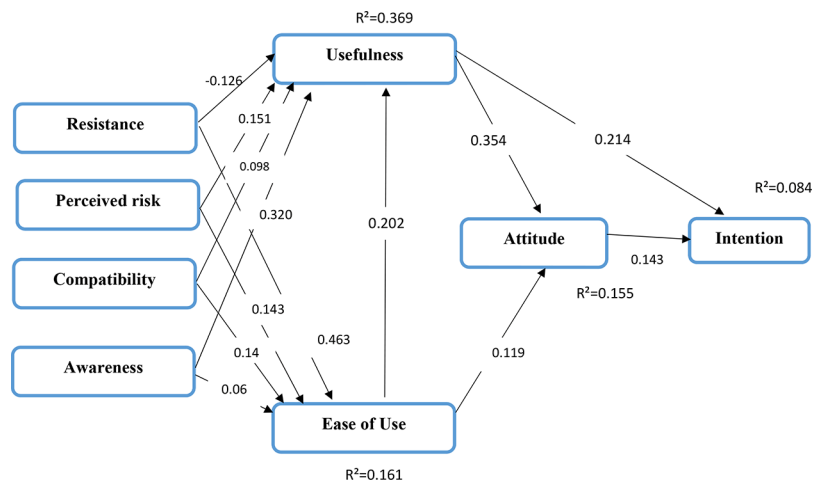 R²=0.369
Usefulness
-0.126
Resistance
0.151
0.354
0.214
0.098
R²=0.084
Perceived risk
0.320
0.202
Attitude
Intention
0.143
Compatibility
R²=0.155
0.143
0.463
0.14
0.119
Awareness
0.06
Ease of Use
R²=0.161